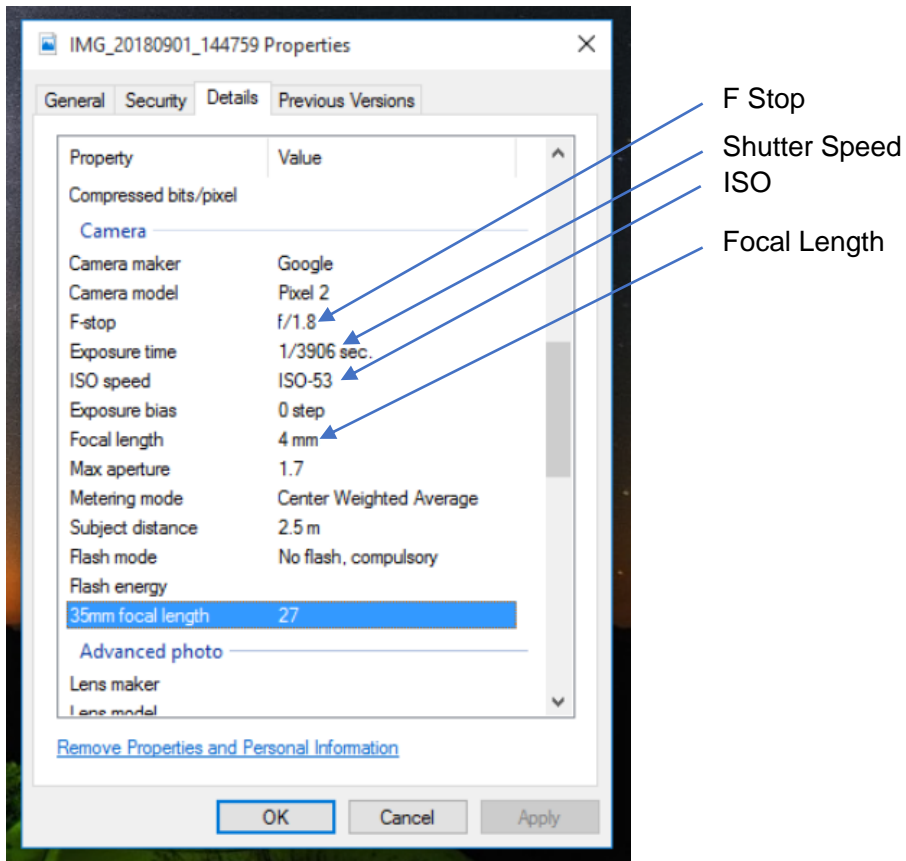 IMG_20180901_144759 Properties
General Security Details Previous Versions
F Stop
Shutter Speed
ISO
Focal Length
Property Value
Compressed bits/pixel
Camera
Camera maker Google
Camera model Pixel 2
F-stop f/1.8
Exposure time 1/3906 sec.
ISO speed ISO-53
Exposure bias 0 step
Focal length 4 mm
Max aperture 1.7
Metering mode Center Weighted Average
Subject distance 2.5 m
Flash mode No flash, compulsory
Flash energy
35mm focal length 27
Advanced photo
Lens maker
Lens model
Remove Properties and Personal Information
OK Cancel Apply